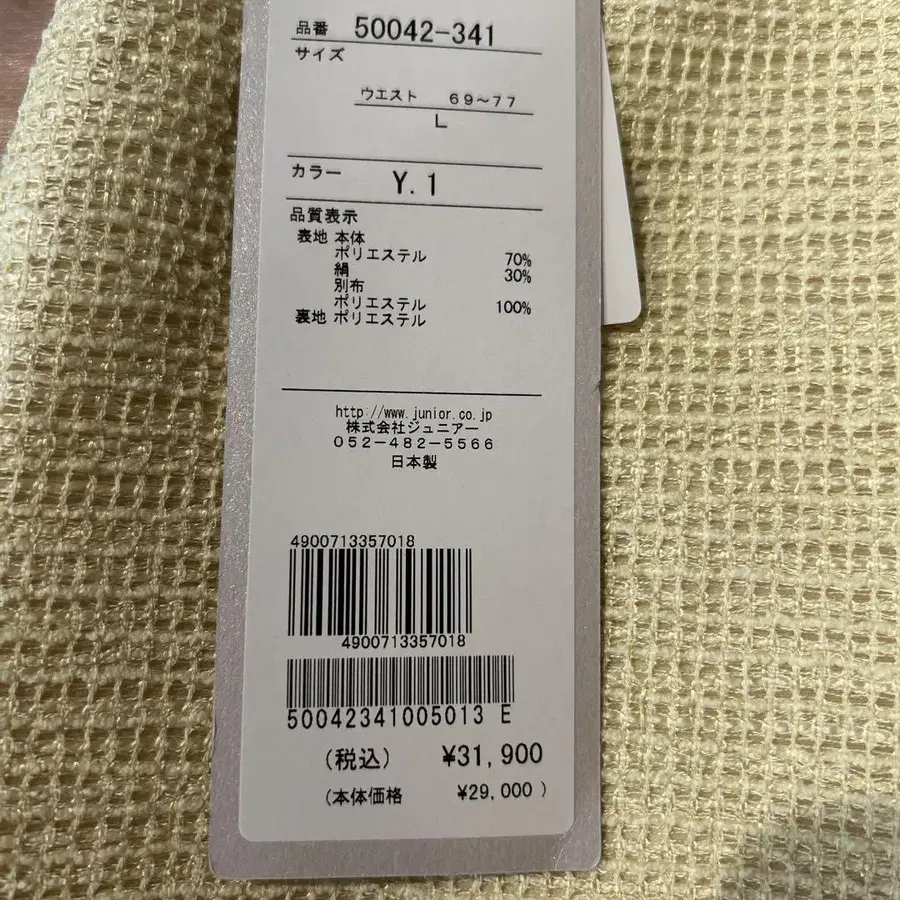 品番 50042-341
サイズ
ウエスト 69～77
L
カラー Y.1
品質表示
表地 本体
ポリエステル 70%
絹 30%
別布
ポリエステル 100%
裏地 ポリエステル
http://www.junior.co.jp
株式会社ジュニアー
052-482-5566
日本製
4900713357018
4900713357018
50042341005013 E
(税込) ¥31,900
(本体価格 ¥29,000)